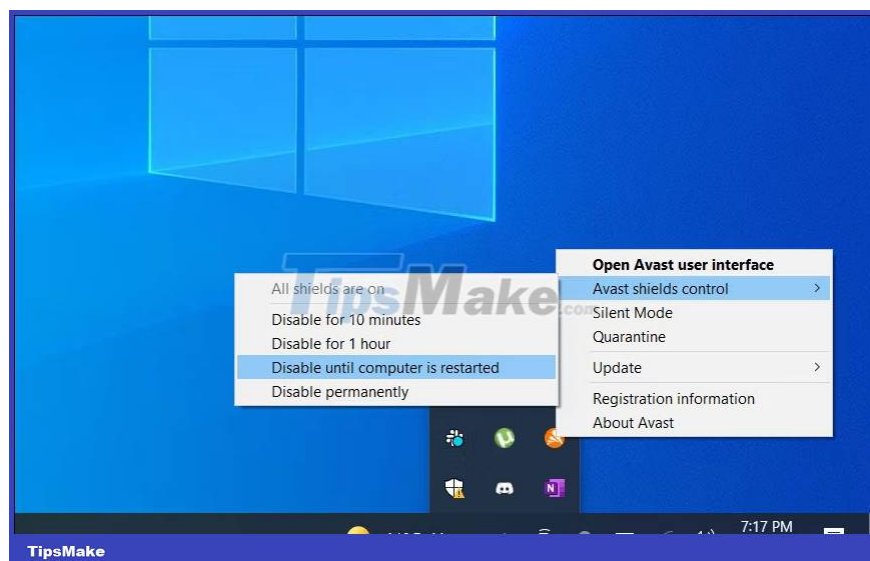 Open Avast user interface
Avast shields control
Silent Mode
Quarantine
Update
Registration information
About Avast
All shields are on
Disable for 10 minutes
Disable for 1 hour
Disable until computer is restarted
Disable permanently
TipsMake.com
N
7:17 PM
TipsMake